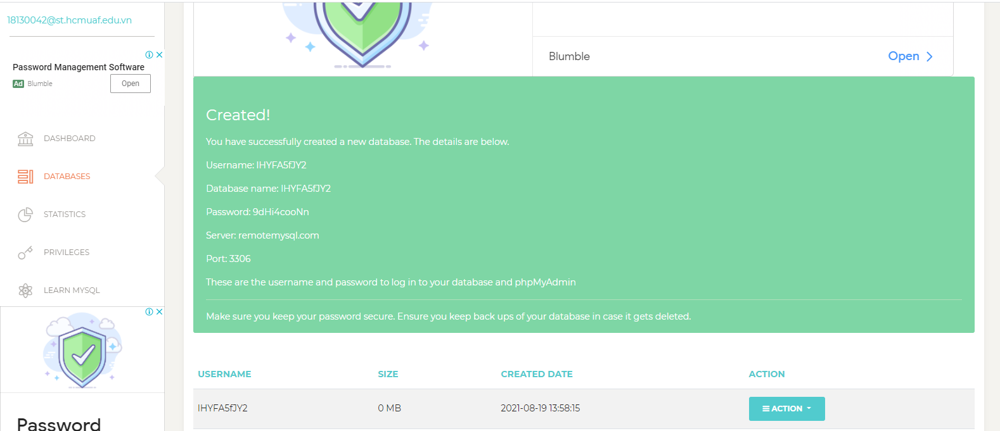 18130042@st.hcmuaf.edu.vn
Password Management Software
Ad Blumble
Open
DASHBOARD
DATABASES
STATISTICS
PRIVILEGES
LEARN MYSQL
Password
Blumble
Open
Created!
You have successfully created a new database. The details are below.
Username: IHYFA5fJY2
Database name: IHYFA5fJY2
Password: 9dHi4cooNn
Server: remotemysql.com
Port: 3306
These are the username and password to log in to your database and phpMyAdmin
Make sure you keep your password secure. Ensure you keep back ups of your database in case it gets deleted.
USERNAME SIZE CREATED DATE ACTION
IHYFA5fJY2 0 MB 2021-08-19 13:58:15 ACTION